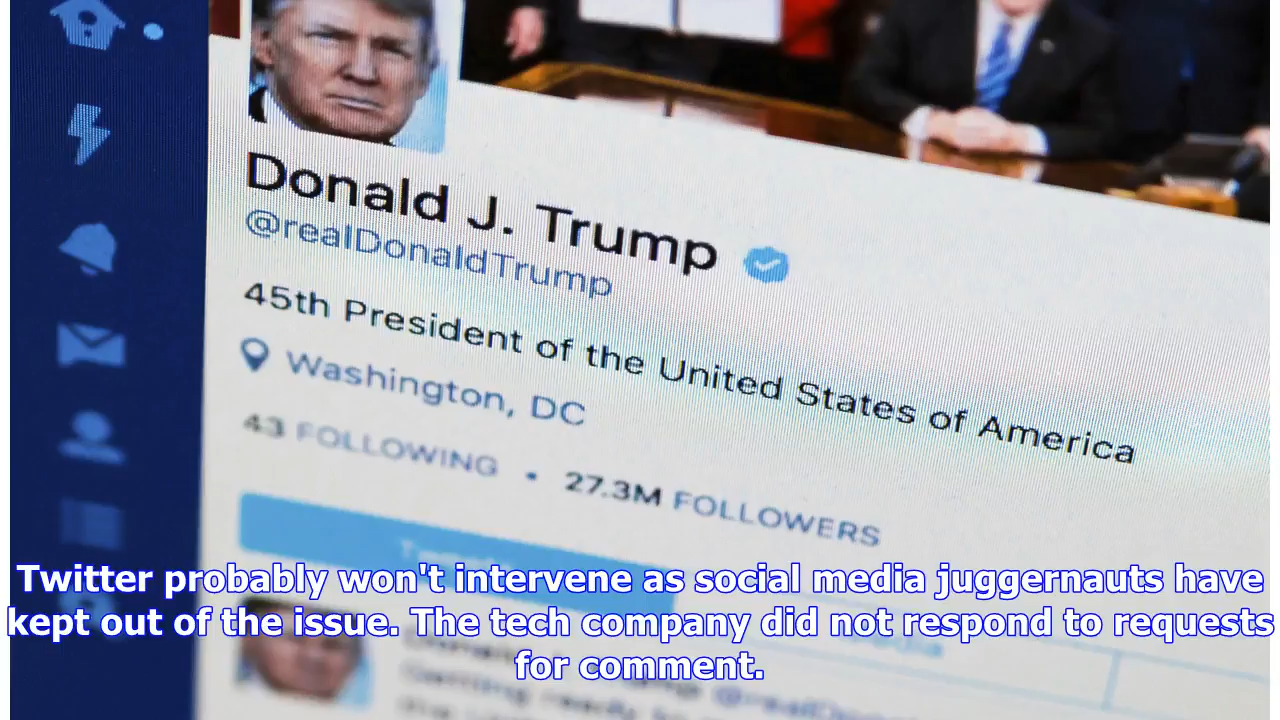 Donald J. Trump
@realDonaldTrump
45th President of the United States of America
Washington, DC
43 FOLLOWING • 27.3M FOLLOWERS
Twitter probably won't intervene as social media juggernauts have
kept out of the issue. The tech company did not respond to requests
for comment.